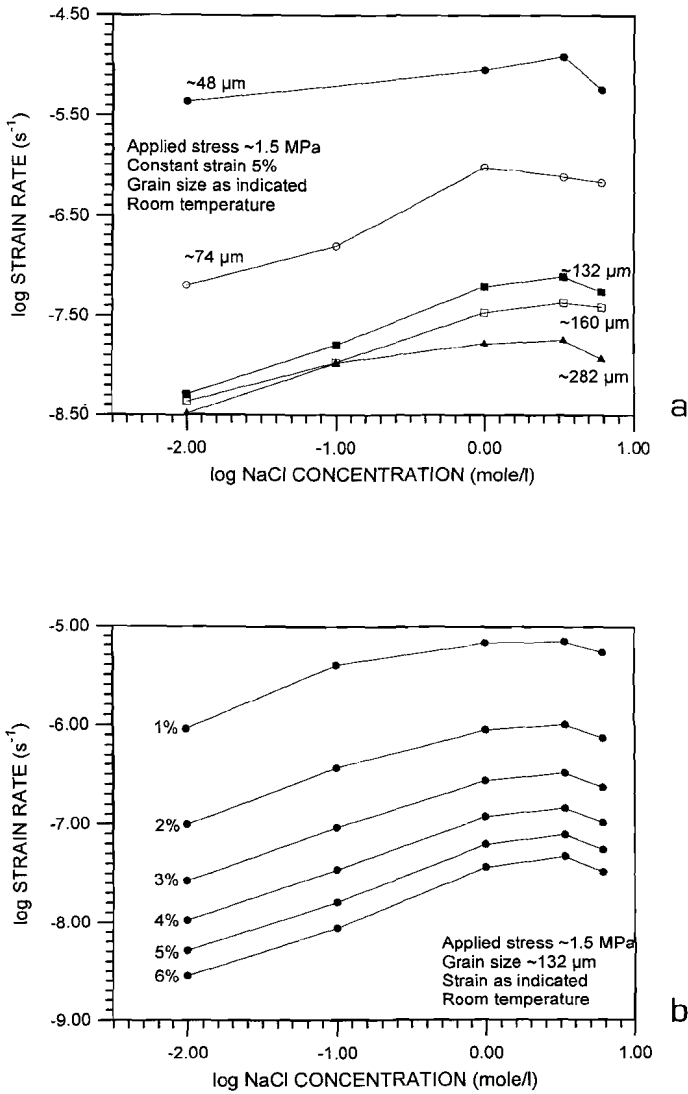 -4.50
-5.50
-6.50
-7.50
-8.50
log STRAIN RATE (s⁻¹)
~48 µm
Applied stress ~1.5 MPa
Constant strain 5%
Grain size as indicated
Room temperature
~74 µm
~132 µm
~160 µm
~282 µm
-2.00 -1.00 0.00 1.00
log NaCl CONCENTRATION (mole/l)
a
-5.00
-6.00
-7.00
-8.00
-9.00
log STRAIN RATE (s⁻¹)
1%
2%
3%
4%
5%
6%
Applied stress ~1.5 MPa
Grain size ~132 µm
Strain as indicated
Room temperature
-2.00 -1.00 0.00 1.00
log NaCl CONCENTRATION (mole/l)
b